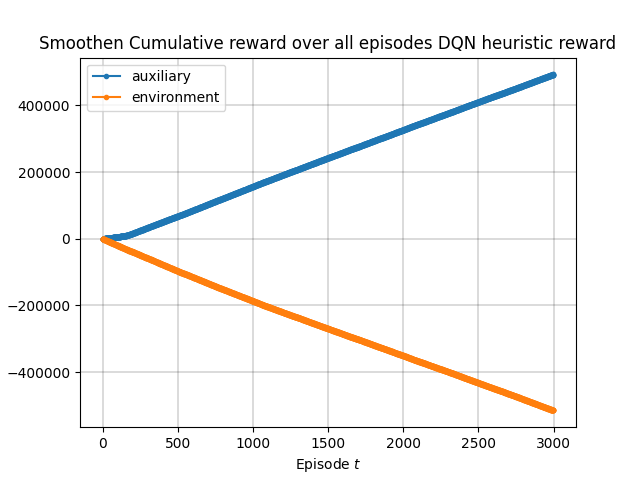 Smoothen Cumulative reward over all episodes DQN heuristic reward
auxiliary
environment
400000
200000
0
−200000
−400000
0 500 1000 1500 2000 2500 3000
Episode t